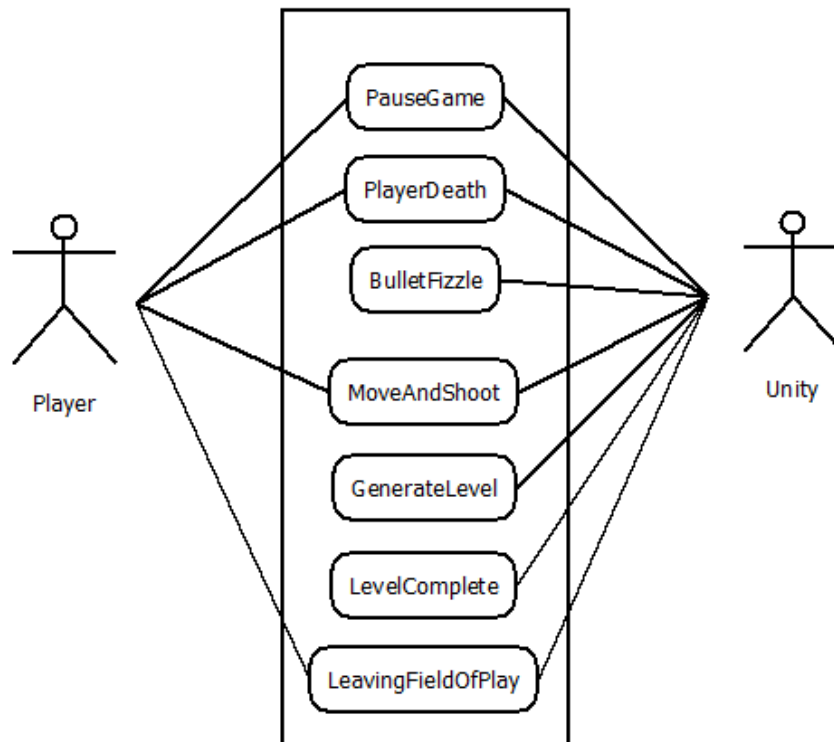 PauseGame
PlayerDeath
BulletFizzle
MoveAndShoot
GenerateLevel
LevelComplete
LeavingFieldOfPlay
Player
Unity